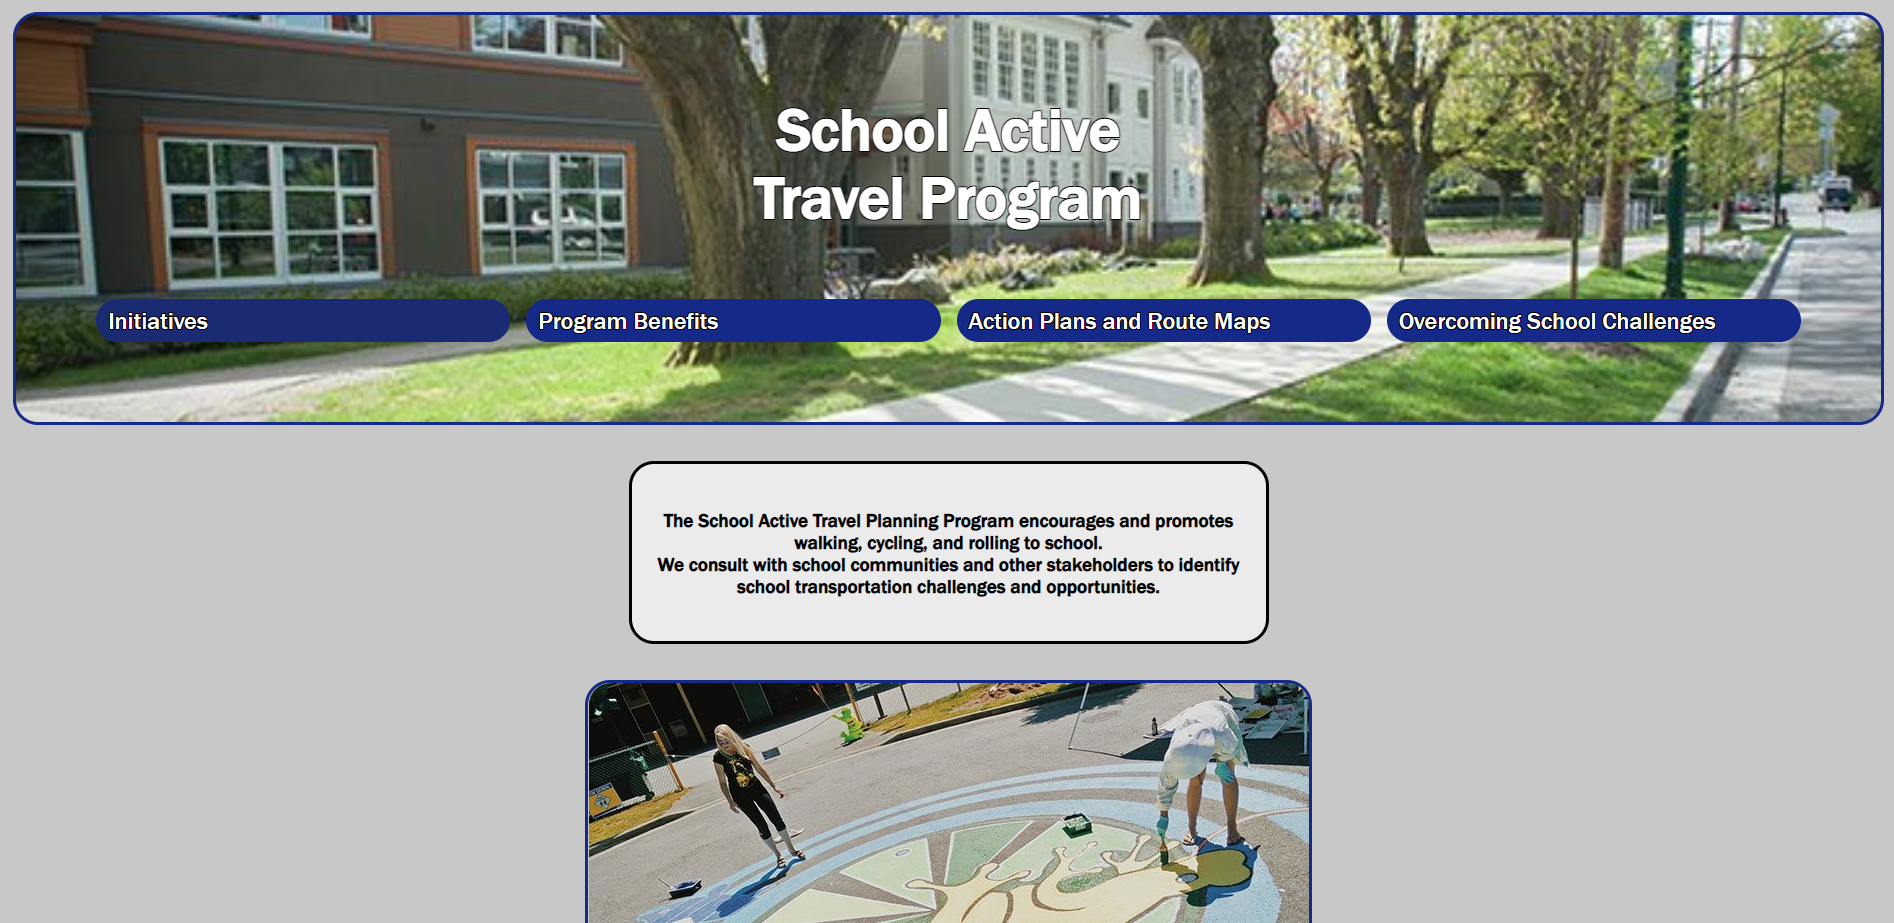 School Active
Travel Program
Initiatives
Program Benefits
Action Plans and Route Maps
Overcoming School Challenges
The School Active Travel Planning Program encourages and promotes
walking, cycling, and rolling to school.
We consult with school communities and other stakeholders to identify
school transportation challenges and opportunities.